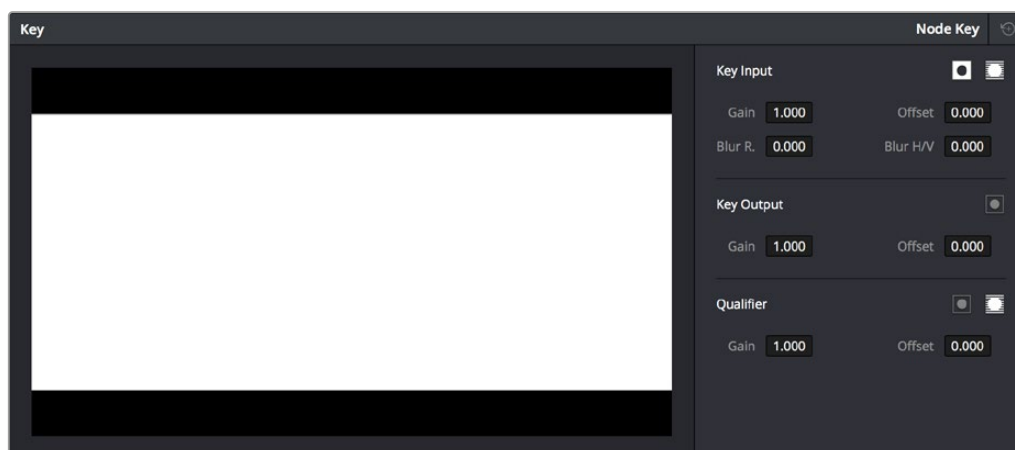 Key Node Key
Key Input
Gain 1.000 Offset 0.000
Blur R. 0.000 Blur H/V 0.000
Key Output
Gain 1.000 Offset 0.000
Qualifier
Gain 1.000 Offset 0.000